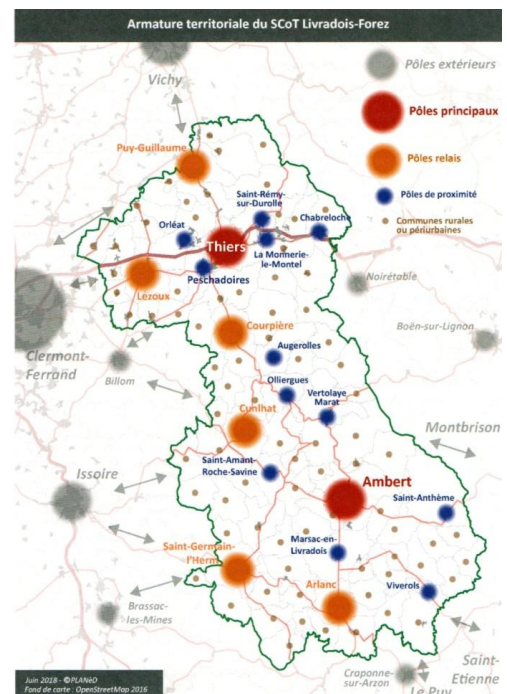 Armature territoriale du SCoT Livradois-Forez
Pôles extérieurs
Vichy
Pôles principaux
Puy-Guillaume
Pôles relais
Saint-Rémy-
sur-Durolle
Pôles de proximité
Orléat
Chabreloche
Communes rurales
ou périurbaines
Thiers
La Monnerie-
le-Montel
Peschadoires
Noirétable
Lezoux
Courpière
Boën-sur-Lignon
Augerolles
Clermont-
Ferrand
Billom
Olliergues
Vertolaye
Marat
Cunlhat
Montbrison
Saint-Amant-
Roche-Savine
Issoire
Ambert
Saint-Anthème
Marsac-en-
Livradois
Saint-Germain-
l'Herm
Arlanc
Viverols
Brassac-
les-Mines
Saint-
Etienne
Craponne-
sur-Arzon
Le Puy
Juin 2018 - ©PLANèD
Fond de carte : OpenStreetMap 2016